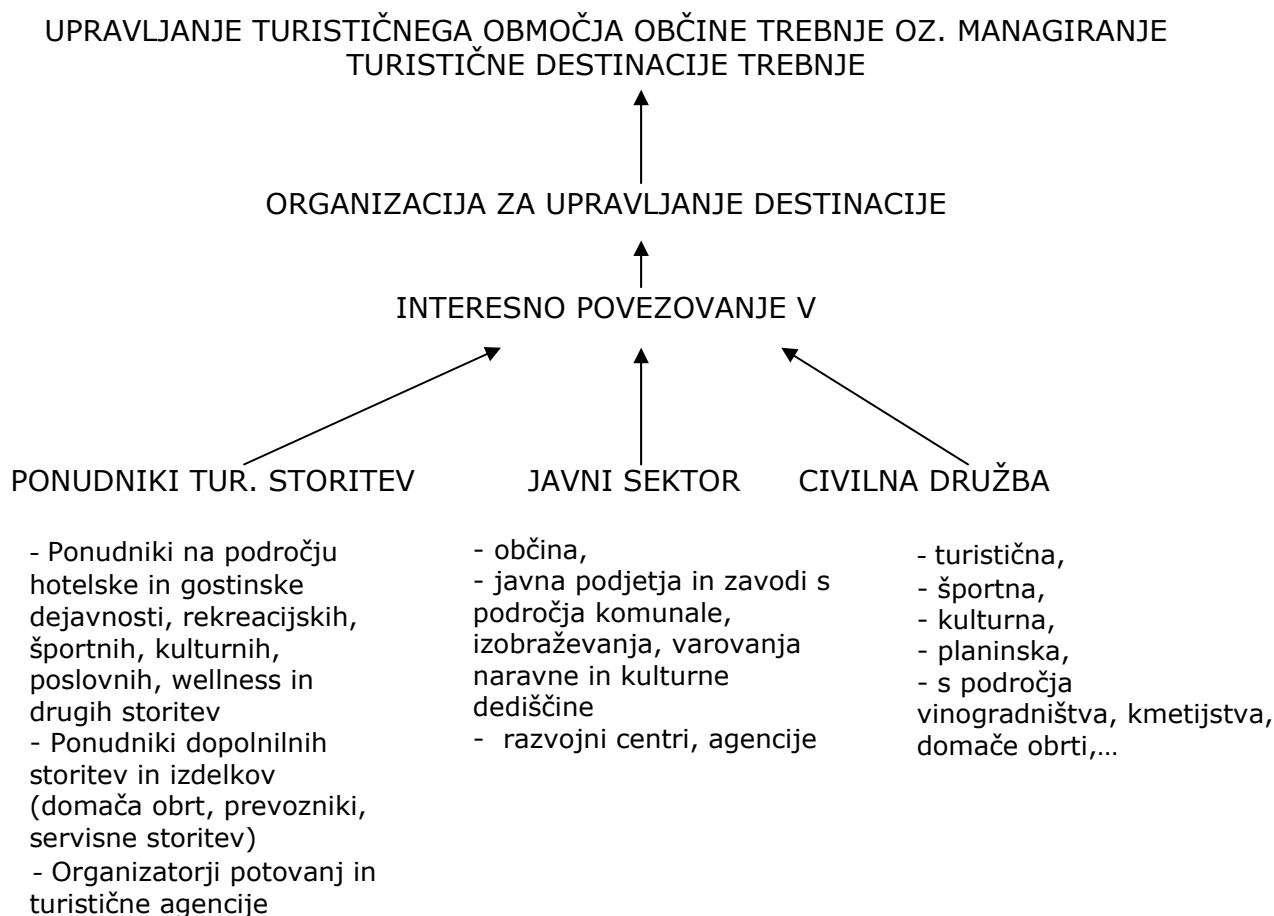 UPRAVLJANJE TURISTIČNEGA OBMOČJA OBČINE TREBNJE OZ. MANAGIRANJE
TURISTIČNE DESTINACIJE TREBNJE
ORGANIZACIJA ZA UPRAVLJANJE DESTINACIJE
INTERESNO POVEZOVANJE V
PONUDNIKI TUR. STORITEV
- Ponudniki na področju
hotelske in gostinske
dejavnosti, rekreacijskih,
športnih, kulturnih,
poslovnih, wellness in
drugih storitev
- Ponudniki dopolnilnih
storitev in izdelkov
(domača obrt, prevozniki,
servisne storitev)
- Organizatorji potovanj in
turistične agencije
JAVNI SEKTOR
- občina,
- javna podjetja in zavodi s
področja komunale,
izobraževanja, varovanja
naravne in kulturne
dediščine
- razvojni centri, agencije
CIVILNA DRUŽBA
- turistična,
- športna,
- kulturna,
- planinska,
- s področja
vinogradništva, kmetijstva,
domače obrti,…